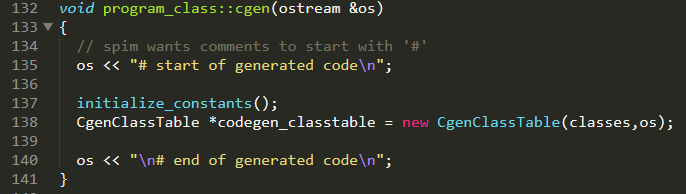 132 void program_class::cgen(ostream &os)
133 {
134 // spim wants comments to start with '#'
135 os << "# start of generated code\n";
136
137 initialize_constants();
138 CgenClassTable *codegen_classtable = new CgenClassTable(classes,os);
139
140 os << "\n# end of generated code\n";
141 }